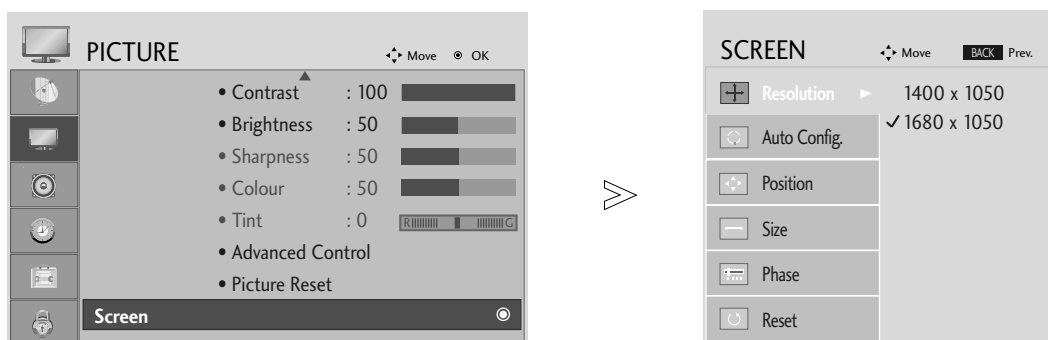 PICTURE
Move OK
• Contrast : 100
• Brightness : 50
• Sharpness : 50
• Colour : 50
• Tint : 0 R G
• Advanced Control
• Picture Reset
Screen
SCREEN
Move BACK Prev.
Resolution ► 1400 x 1050
✓ 1680 x 1050
Auto Config.
Position
Size
Phase
Reset